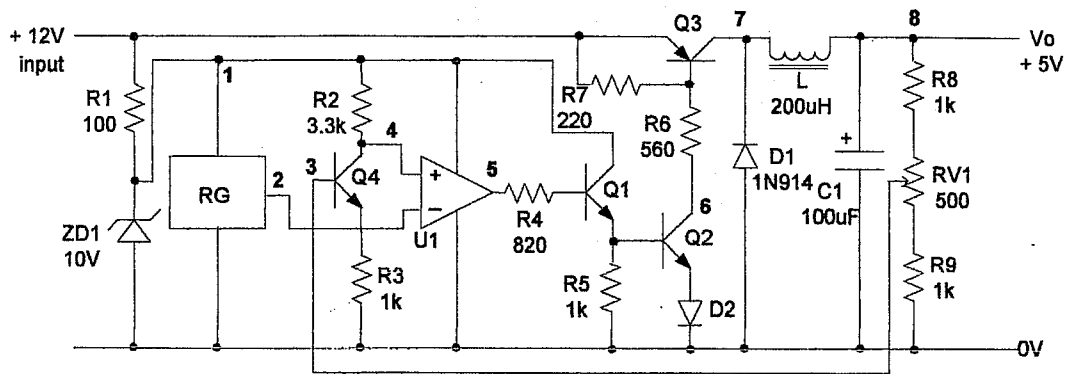 + 12V
input
R1
100
ZD1
10V
1
RG
2
R2
3.3k
3
4
Q4
R3
1k
+
−
U1
5
R4
820
Q1
R5
1k
R7
220
Q3
R6
560
6
Q2
D2
7
D1
1N914
L
200uH
+
C1
100uF
8
R8
1k
RV1
500
R9
1k
Vo
+ 5V
0V